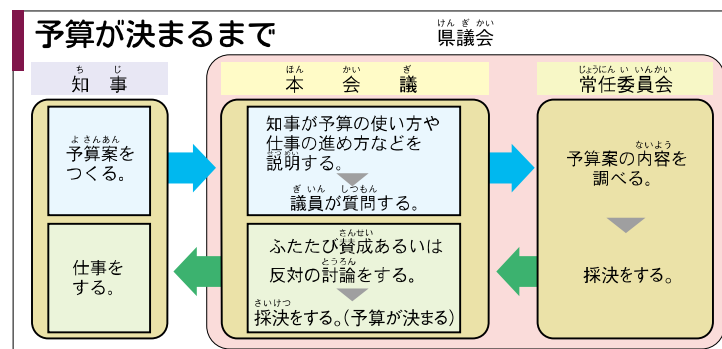 予算が決まるまで
けん ぎ かい
県議会
ち じ
知 事
ほん かい ぎ
本 会 議
じょうにん い いんかい
常任委員会
よ さんあん
予算案を
つくる。
知事が予算の使い方や
仕事の進め方などを
せつめい
説明する。
ぎ いん しつもん
議員が質問する。
ないよう
予算案の内容を
調べる。
採決をする。
さんせい
ふたたび賛成あるいは
とうろん
反対の討論をする。
さいけつ
採決をする。(予算が決まる)
仕事を
する。